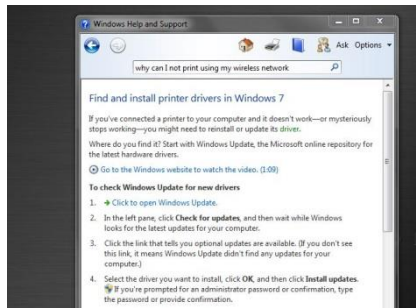 Windows Help and Support
Ask Options
why can I not print using my wireless network
Find and install printer drivers in Windows 7
If you've connected a printer to your computer and it doesn't work—or mysteriously
stops working—you might need to reinstall or update its driver.
Where do you find it? Start with Windows Update, the Microsoft online repository for
the latest hardware drivers.
Go to the Windows website to watch the video. (1:09)
To check Windows Update for new drivers
1. Click to open Windows Update.
2. In the left pane, click Check for updates, and then wait while Windows
looks for the latest updates for your computer.
3. Click the link that tells you optional updates are available. (If you don't see
this link, it means Windows Update didn't find any updates for your
computer.)
4. Select the driver you want to install, click OK, and then click Install updates.
If you're prompted for an administrator password or confirmation, type
the password or provide confirmation.